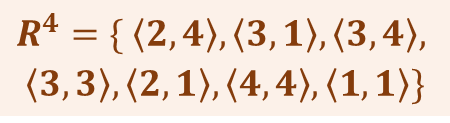 R⁴ = { ⟨2, 4⟩, ⟨3, 1⟩, ⟨3, 4⟩,
⟨3, 3⟩, ⟨2, 1⟩, ⟨4, 4⟩, ⟨1, 1⟩}